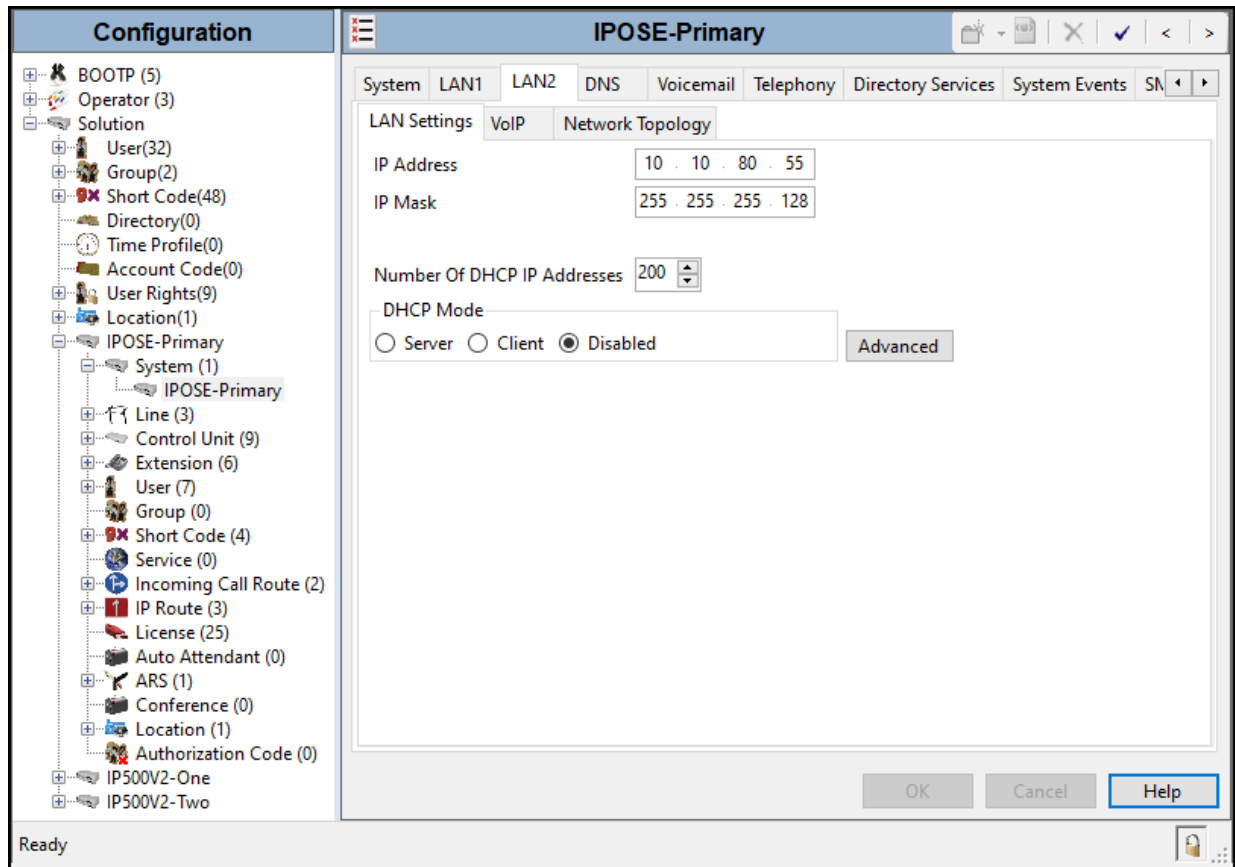 Configuration
BOOTP (5)
Operator (3)
Solution
User(32)
Group(2)
Short Code(48)
Directory(0)
Time Profile(0)
Account Code(0)
User Rights(9)
Location(1)
IPOSE-Primary
System (1)
IPOSE-Primary
Line (3)
Control Unit (9)
Extension (6)
User (7)
Group (0)
Short Code (4)
Service (0)
Incoming Call Route (2)
IP Route (3)
License (25)
Auto Attendant (0)
ARS (1)
Conference (0)
Location (1)
Authorization Code (0)
IP500V2-One
IP500V2-Two
IPOSE-Primary
System LAN1 LAN2 DNS Voicemail Telephony Directory Services System Events
LAN Settings VoIP Network Topology
IP Address 10 . 10 . 80 . 55
IP Mask 255 . 255 . 255 . 128
Number Of DHCP IP Addresses 200
DHCP Mode
Server Client Disabled Advanced
OK Cancel Help
Ready